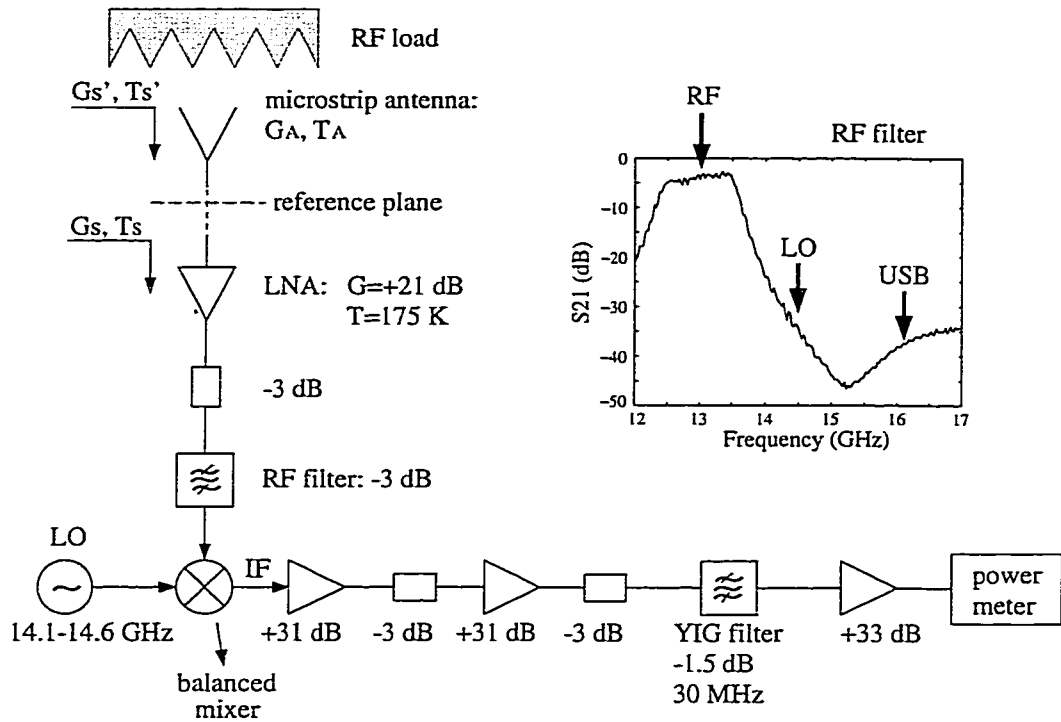 RF load
Gs', Ts'
microstrip antenna:
GA, TA
reference plane
Gs, Ts
LNA: G=+21 dB
T=175 K
-3 dB
RF filter: -3 dB
LO
14.1-14.6 GHz
IF
balanced
mixer
+31 dB
-3 dB
+31 dB
-3 dB
YIG filter
-1.5 dB
30 MHz
+33 dB
power
meter
RF
RF filter
LO
USB
S21 (dB)
0
-10
-20
-30
-40
-50
12 13 14 15 16 17
Frequency (GHz)